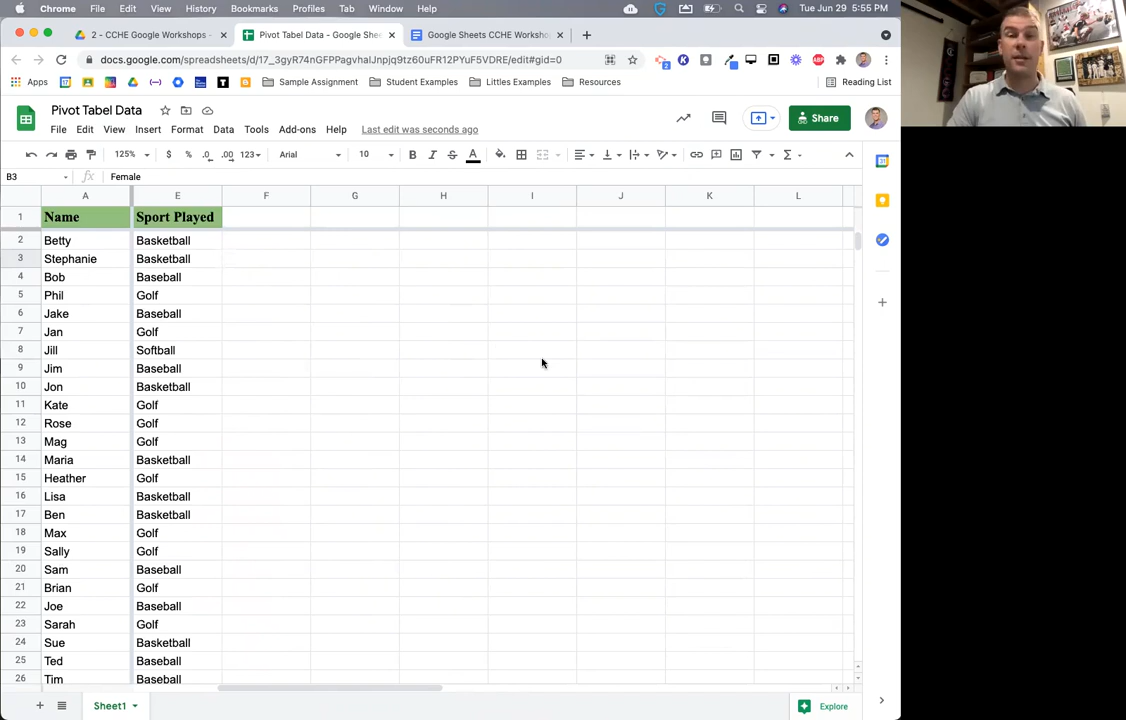 Chrome File Edit View History Bookmarks Profiles Tab Window Help Tue Jun 29 5:55 PM
2 - CCHE Google Workshops - Pivot Tabel Data - Google She Google Sheets CCHE Worksho
docs.google.com/spreadsheets/d/17_3gyR74nGFPPagvhalJnpjq9tz60uFR12PYuF5VDRE/edit#gid=0
Apps Sample Assignment Student Examples Littles Examples Resources Reading List
Pivot Tabel Data
File Edit View Insert Format Data Tools Add-ons Help Last edit was seconds ago Share
125% $ % .0 .00 123 Arial 10 B I S A
B3 fx Female
A E F G H I J K L
1 Name Sport Played
2 Betty Basketball
3 Stephanie Basketball
4 Bob Baseball
5 Phil Golf
6 Jake Baseball
7 Jan Golf
8 Jill Softball
9 Jim Baseball
10 Jon Basketball
11 Kate Golf
12 Rose Golf
13 Mag Golf
14 Maria Basketball
15 Heather Golf
16 Lisa Basketball
17 Ben Basketball
18 Max Golf
19 Sally Golf
20 Sam Baseball
21 Brian Golf
22 Joe Baseball
23 Sarah Golf
24 Sue Basketball
25 Ted Baseball
26 Tim Baseball
Sheet1 Explore